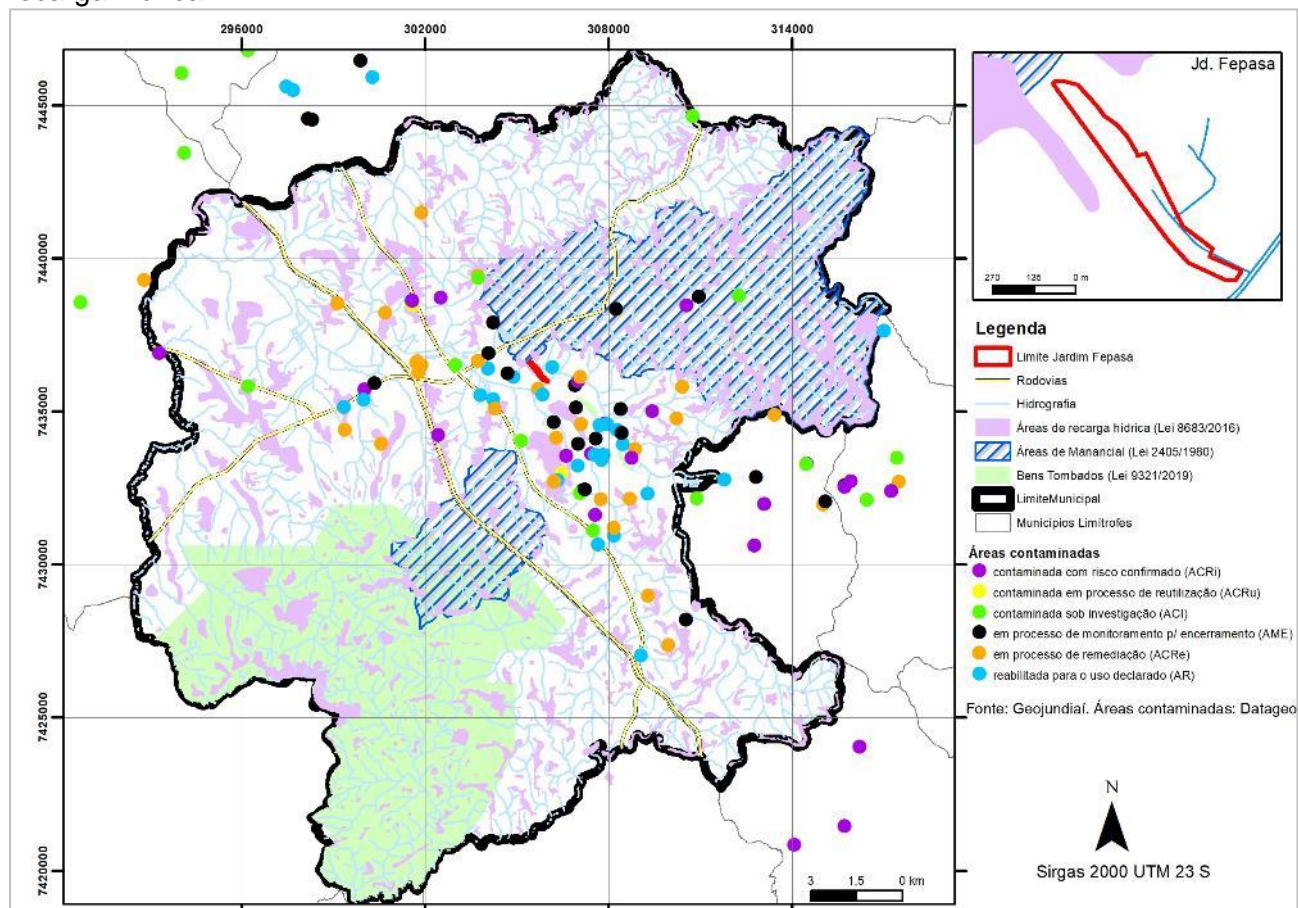 296000 302000 308000 314000
7445000
7440000
7435000
7430000
7425000
7420000
Jd. Fepasa
270 135 0 m
Legenda
Limite Jardim Fepasa
Rodovias
Hidrografia
Áreas de recarga hídrica (Lei 8683/2016)
Áreas de Manancial (Lei 2405/1980)
Bens Tombados (Lei 9321/2019)
LimiteMunicipal
Municípios Limítrofes
Áreas contaminadas
contaminada com risco confirmado (ACRi)
contaminada em processo de reutilização (ACRu)
contaminada sob investigação (ACI)
em processo de monitoramento p/ encerramento (AME)
em processo de remediação (ACRe)
reabilitada para o uso declarado (AR)
Fonte: Geojundiaí. Áreas contaminadas: Datageo
N
Sirgas 2000 UTM 23 S
3 1,5 0 km